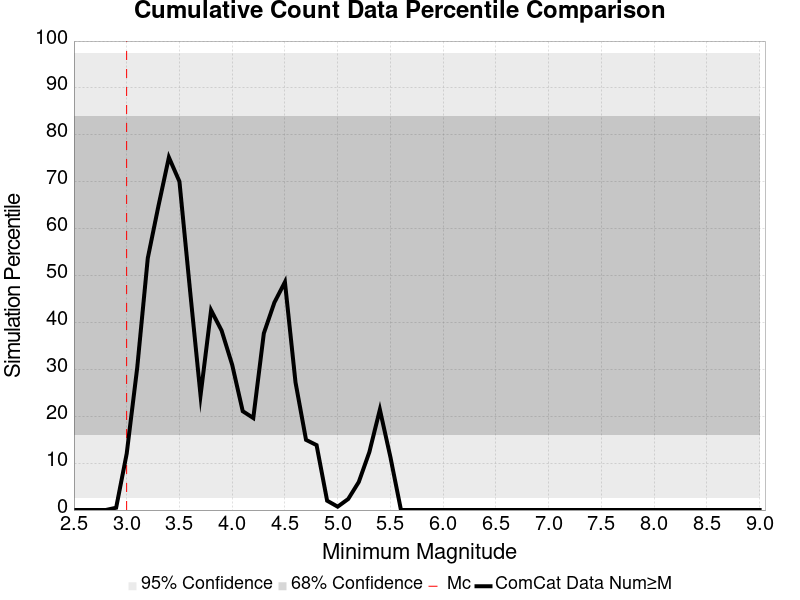 Cumulative Count Data Percentile Comparison
100
90
80
70
60
50
40
30
20
10
0
Simulation Percentile
2.5 3.0 3.5 4.0 4.5 5.0 5.5 6.0 6.5 7.0 7.5 8.0 8.5 9.0
Minimum Magnitude
95% Confidence 68% Confidence Mc ComCat Data Num≥M